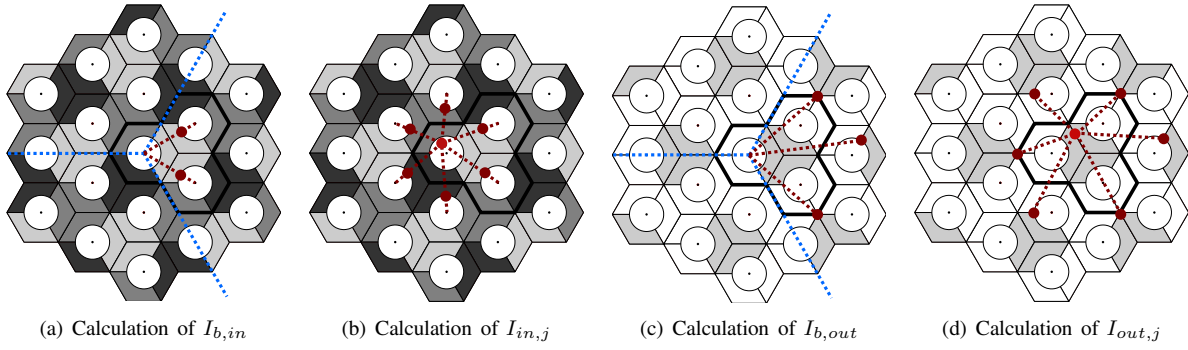 (a) Calculation of I_{b,in}
(b) Calculation of I_{in,j}
(c) Calculation of I_{b,out}
(d) Calculation of I_{out,j}